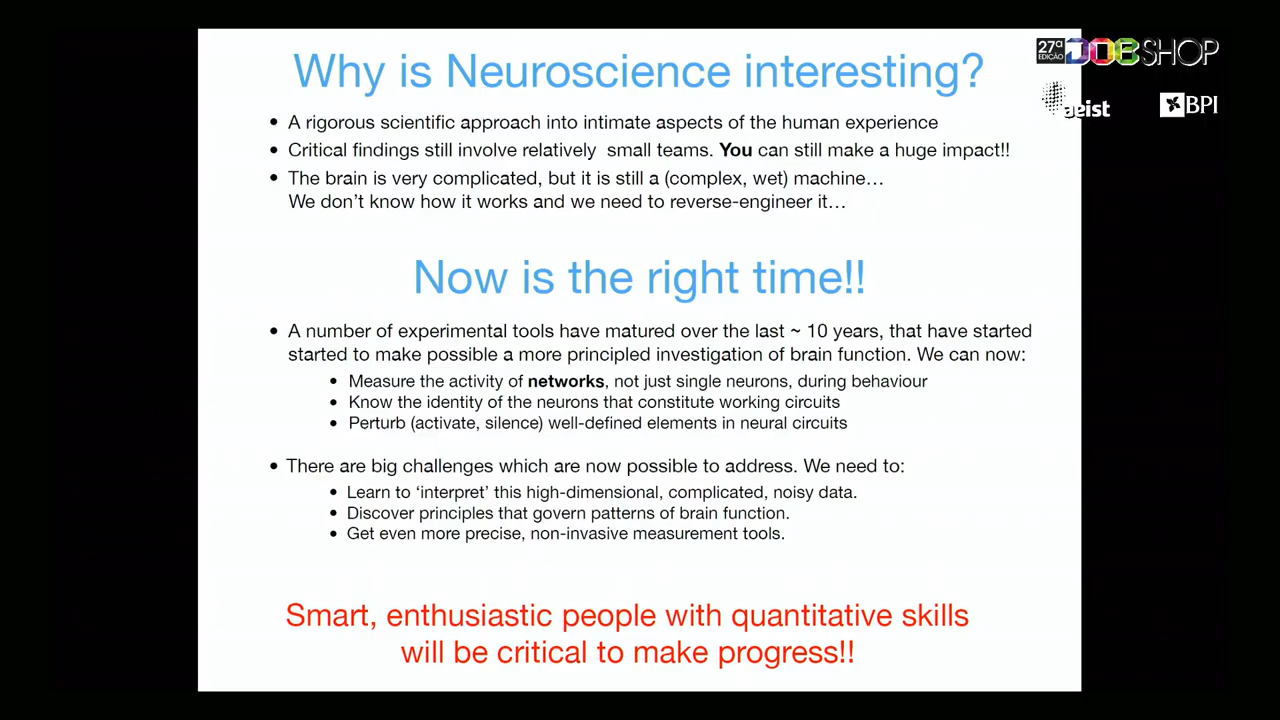 Why is Neuroscience interesting?
• A rigorous scientific approach into intimate aspects of the human experience
• Critical findings still involve relatively small teams. You can still make a huge impact!!
• The brain is very complicated, but it is still a (complex, wet) machine…
We don’t know how it works and we need to reverse-engineer it…
Now is the right time!!
• A number of experimental tools have matured over the last ~ 10 years, that have started
started to make possible a more principled investigation of brain function. We can now:
• Measure the activity of networks, not just single neurons, during behaviour
• Know the identity of the neurons that constitute working circuits
• Perturb (activate, silence) well-defined elements in neural circuits
• There are big challenges which are now possible to address. We need to:
• Learn to ‘interpret’ this high-dimensional, complicated, noisy data.
• Discover principles that govern patterns of brain function.
• Get even more precise, non-invasive measurement tools.
Smart, enthusiastic people with quantitative skills
will be critical to make progress!!
27ª EDIÇÃO JOBSHOP
aeist BPI